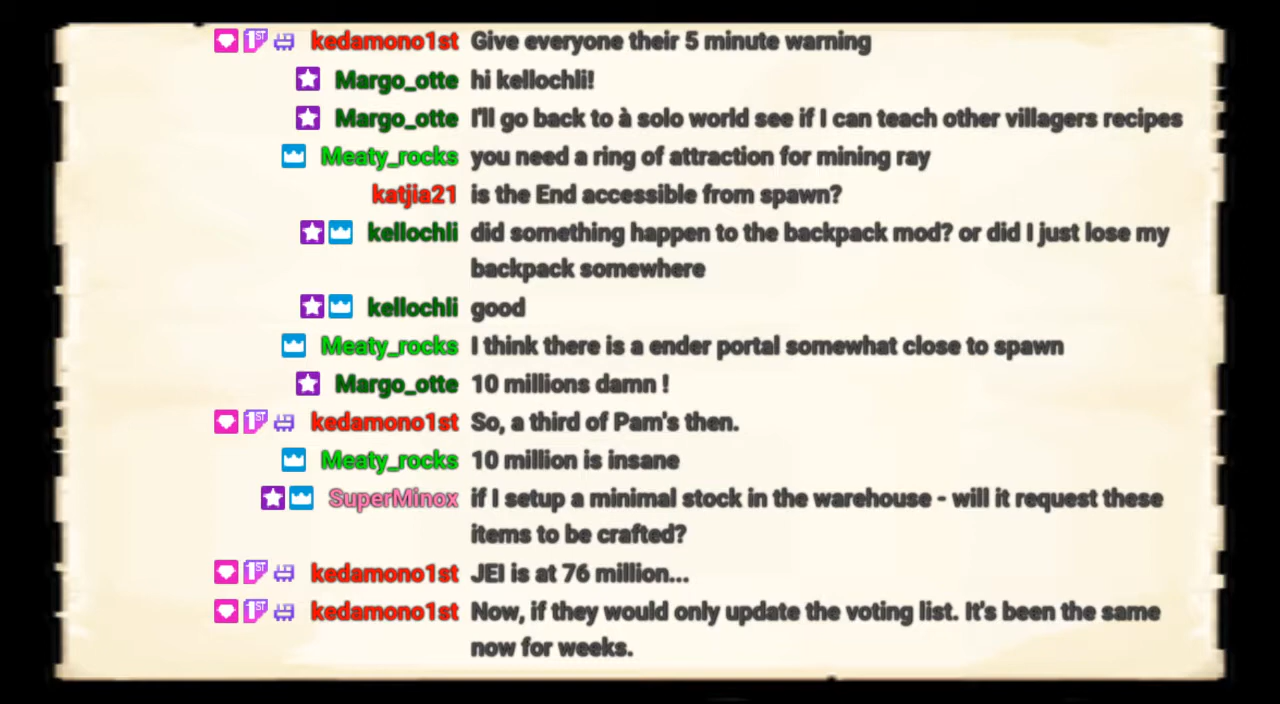 kedamono1st Give everyone their 5 minute warning
Margo_otte hi kellochli!
Margo_otte I'll go back to à solo world see if I can teach other villagers recipes
Meaty_rocks you need a ring of attraction for mining ray
katjia21 is the End accessible from spawn?
kellochli did something happen to the backpack mod? or did I just lose my
backpack somewhere
kellochli good
Meaty_rocks I think there is a ender portal somewhat close to spawn
Margo_otte 10 millions damn !
kedamono1st So, a third of Pam's then.
Meaty_rocks 10 million is insane
SuperMinox if I setup a minimal stock in the warehouse - will it request these
items to be crafted?
kedamono1st JEI is at 76 million...
kedamono1st Now, if they would only update the voting list. It's been the same
now for weeks.